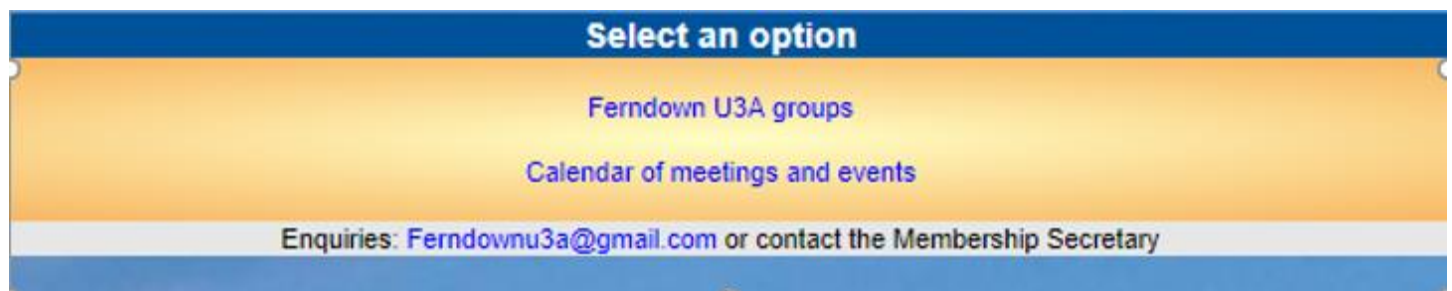 Select an option
Ferndown U3A groups
Calendar of meetings and events
Enquiries: Ferndownu3a@gmail.com or contact the Membership Secretary